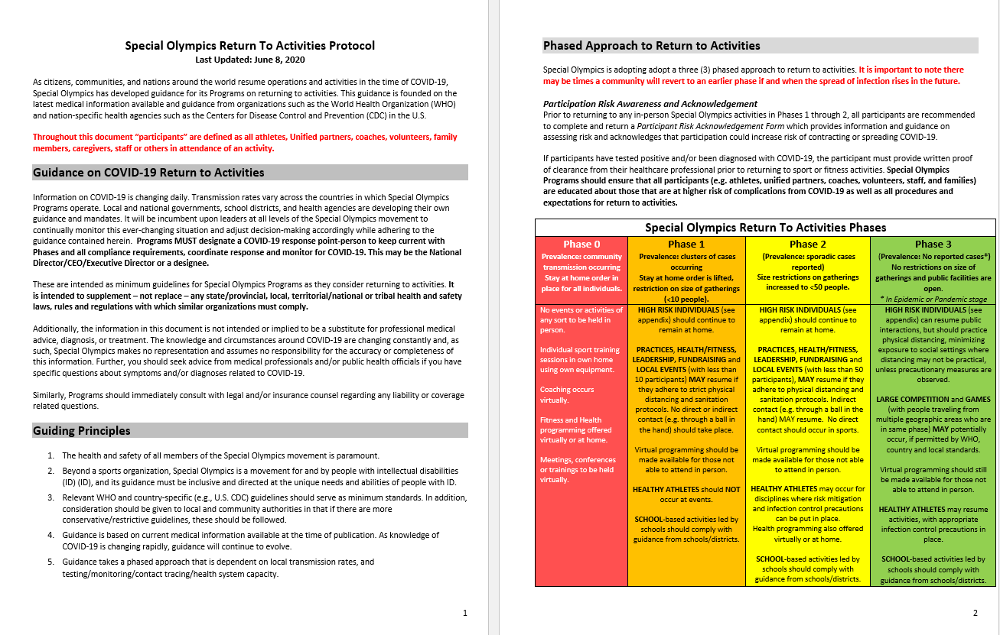 Special Olympics Return To Activities Protocol
Last Updated: June 8, 2020
As citizens, communities, and nations around the world resume operations and activities in the time of COVID-19,
Special Olympics has developed guidance for its Programs on returning to activities. This guidance is founded on the
latest medical information available and guidance from organizations such as the World Health Organization (WHO)
and nation-specific health agencies such as the Centers for Disease Control and Prevention (CDC) in the U.S.
Throughout this document “participants” are defined as all athletes, Unified partners, coaches, volunteers, family
members, caregivers, staff or others in attendance of an activity.
Guidance on COVID-19 Return to Activities
Information on COVID-19 is changing daily. Transmission rates vary across the countries in which Special Olympics
Programs operate. Local and national governments, school districts, and health agencies are developing their own
guidance and mandates. It will be incumbent upon leaders at all levels of the Special Olympics movement to
continually monitor this ever-changing situation and adjust decision-making accordingly while adhering to the
guidance contained herein.  Programs MUST designate a COVID-19 response point-person to keep current with
Phases and all compliance requirements, coordinate response and monitor for COVID-19. This may be the National
Director/CEO/Executive Director or a designee.
These are intended as minimum guidelines for Special Olympics Programs as they consider returning to activities. It
is intended to supplement – not replace – any state/provincial, local, territorial/national or tribal health and safety
laws, rules and regulations with which similar organizations must comply.
Additionally, the information in this document is not intended or implied to be a substitute for professional medical
advice, diagnosis, or treatment. The knowledge and circumstances around COVID-19 are changing constantly and, as
such, Special Olympics makes no representation and assumes no responsibility for the accuracy or completeness of
this information. Further, you should seek advice from medical professionals and/or public health officials if you have
specific questions about symptoms and/or diagnoses related to COVID-19.
Similarly, Programs should immediately consult with legal and/or insurance counsel regarding any liability or coverage
related questions.
Guiding Principles
1. The health and safety of all members of the Special Olympics movement is paramount.
2. Beyond a sports organization, Special Olympics is a movement for and by people with intellectual disabilities
(ID) (ID), and its guidance must be inclusive and directed at the unique needs and abilities of people with ID.
3. Relevant WHO and country-specific (e.g., U.S. CDC) guidelines should serve as minimum standards. In addition,
consideration should be given to local and community authorities in that if there are more
conservative/restrictive guidelines, these should be followed.
4. Guidance is based on current medical information available at the time of publication. As knowledge of
COVID-19 is changing rapidly, guidance will continue to evolve.
5. Guidance takes a phased approach that is dependent on local transmission rates, and
testing/monitoring/contact tracing/health system capacity.
1
Phased Approach to Return to Activities
Special Olympics is adopting adopt a three (3) phased approach to return to activities. It is important to note there
may be times a community will revert to an earlier phase if and when the spread of infection rises in the future.
Participation Risk Awareness and Acknowledgement
Prior to returning to any in-person Special Olympics activities in Phases 1 through 2, all participants are recommended
to complete and return a Participant Risk Acknowledgement Form which provides information and guidance on
assessing risk and acknowledges that participation could increase risk of contracting or spreading COVID-19.
If participants have tested positive and/or been diagnosed with COVID-19, the participant must provide written proof
of clearance from their healthcare professional prior to returning to sport or fitness activities. Special Olympics
Programs should ensure that all participants (e.g. athletes, unified partners, coaches, volunteers, staff, and families)
are educated about those that are at higher risk of complications from COVID-19 as well as all procedures and
expectations for return to activities.
Special Olympics Return To Activities Phases
Phase 0
Prevalence: community
transmission occurring
Stay at home order in
place for all individuals.
No events or activities of
any sort to be held in
person.
Individual sport training
sessions in own home
using own equipment.
Coaching occurs
virtually.
Fitness and Health
programming offered
virtually or at home.
Meetings, conferences
or trainings to be held
virtually.
Phase 1
Prevalence: clusters of cases
occurring
Stay at home order is lifted,
restriction on size of gatherings
(<10 people).
HIGH RISK INDIVIDUALS (see
appendix) should continue to
remain at home.
PRACTICES, HEALTH/FITNESS,
LEADERSHIP, FUNDRAISING and
LOCAL EVENTS (with less than
10 participants) MAY resume if
they adhere to strict physical
distancing and sanitation
protocols. No direct or indirect
contact (e.g. through a ball in
the hand) should take place.
Virtual programming should be
made available for those not
able to attend in person.
HEALTHY ATHLETES should NOT
occur at events.
SCHOOL-based activities led by
schools should comply with
guidance from schools/districts.
Phase 2
(Prevalence: sporadic cases
reported)
Size restrictions on gatherings
increased to <50 people.
HIGH RISK INDIVIDUALS (see
appendix) should continue to
remain at home.
PRACTICES, HEALTH/FITNESS,
LEADERSHIP, FUNDRAISING and
LOCAL EVENTS (with less than 50
participants), MAY resume if they
adhere to physical distancing and
sanitation protocols. Indirect
contact (e.g. through a ball in the
hand) MAY resume.  No direct
contact should occur in sports.
Virtual programming should be
made available for those not able
to attend in person.
HEALTHY ATHLETES may occur for
disciplines where risk mitigation
and infection control precautions
can be put in place.
Health programming also offered
virtually or at home.
SCHOOL-based activities led by
schools should comply with
guidance from schools/districts.
Phase 3
(Prevalence: No reported cases*)
No restrictions on size of
gatherings and public facilities are
open.
* In Epidemic or Pandemic stage
HIGH RISK INDIVIDUALS (see
appendix) can resume public
interactions, but should practice
physical distancing, minimizing
exposure to social settings where
distancing may not be practical,
unless precautionary measures are
observed.
LARGE COMPETITION and GAMES
(with people traveling from
multiple geographic areas who are
in same phase) MAY potentially
occur, if permitted by WHO,
country and local standards.
Virtual programming should still
be made available for those not
able to attend in person.
HEALTHY ATHLETES may resume
activities, with appropriate
infection control precautions in
place.
SCHOOL-based activities led by
schools should comply with
guidance from schools/districts.
2